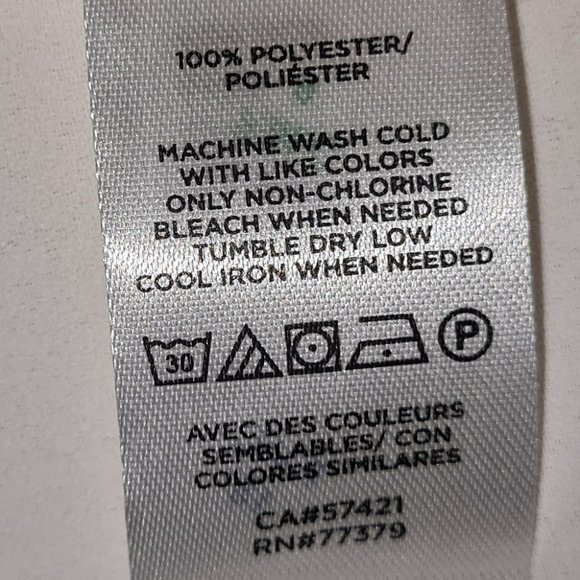 100% POLYESTER/
POLIÉSTER
MACHINE WASH COLD
WITH LIKE COLORS
ONLY NON-CHLORINE
BLEACH WHEN NEEDED
TUMBLE DRY LOW
COOL IRON WHEN NEEDED
30 P
AVEC DES COULEURS
SEMBLABLES/ CON
COLORES SIMILARES
CA#57421
RN#77379